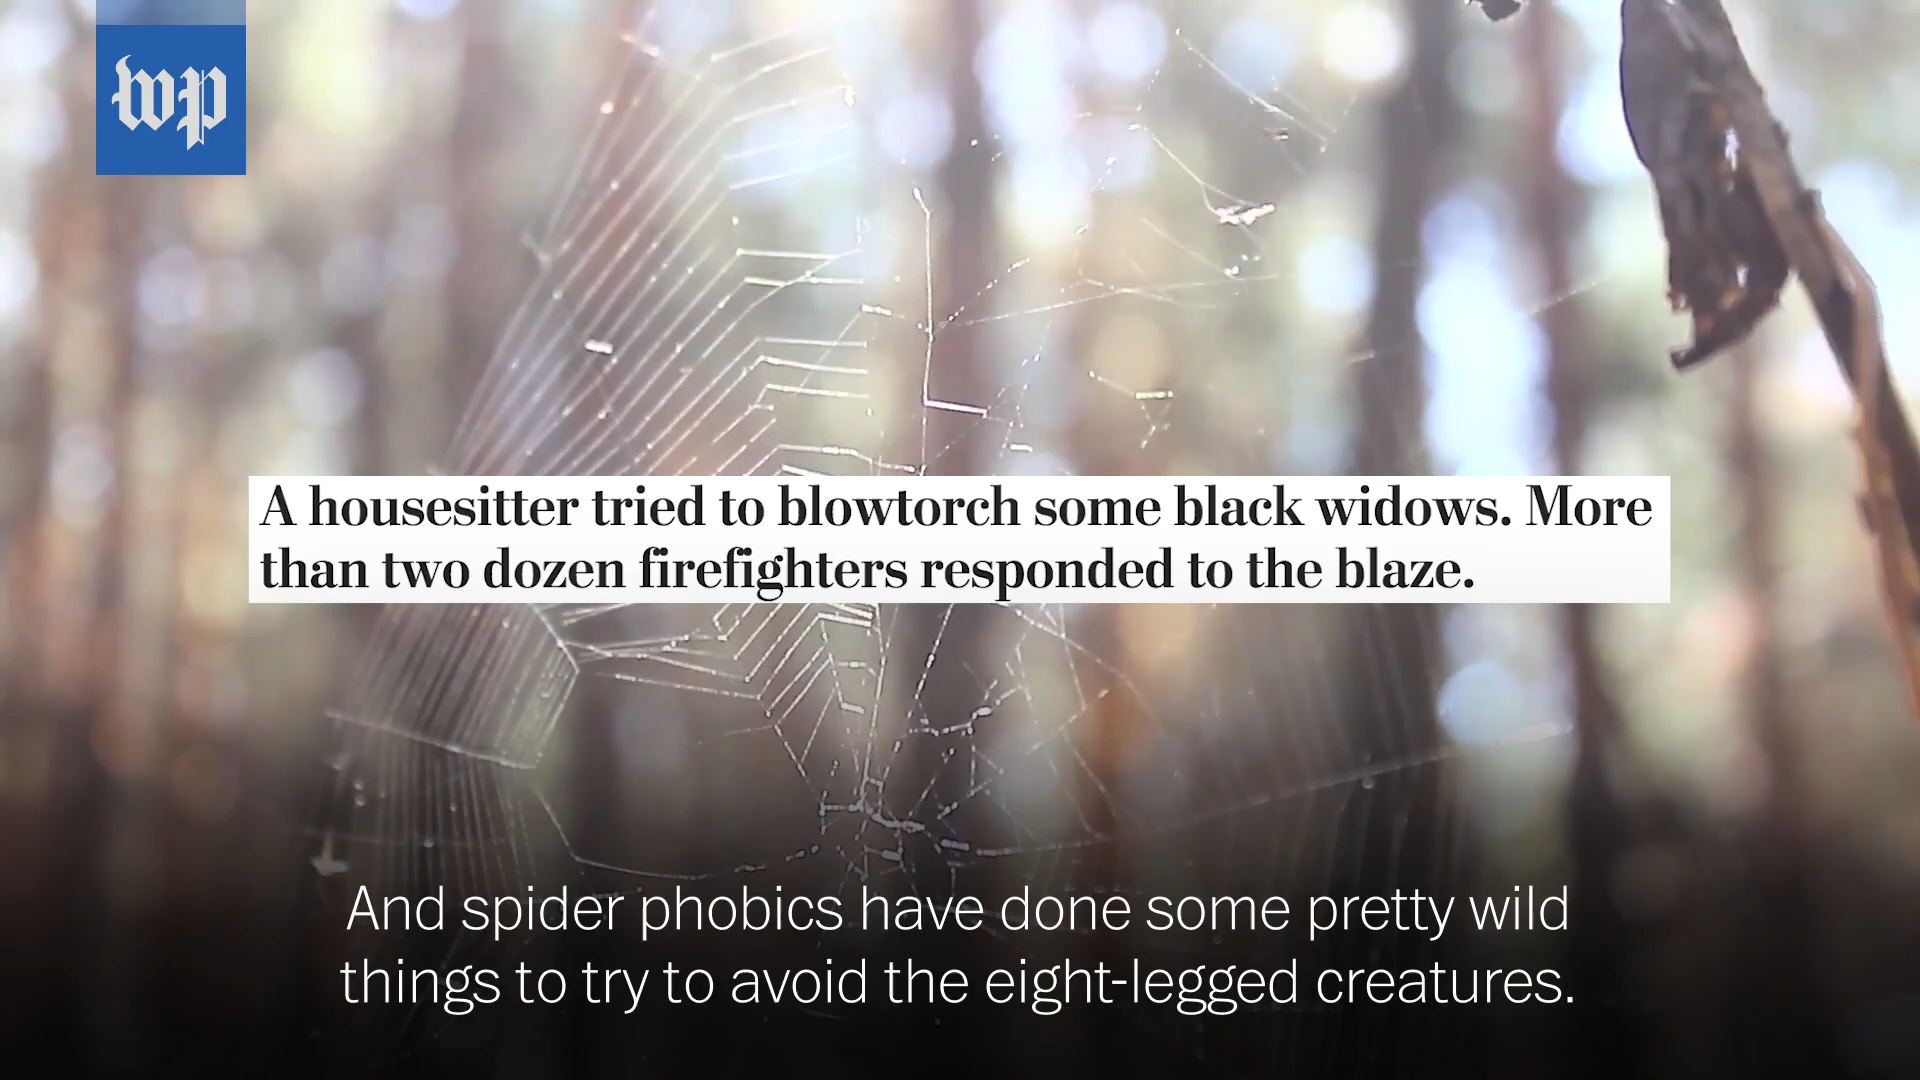 wp
A housesitter tried to blowtorch some black widows. More
than two dozen firefighters responded to the blaze.
And spider phobics have done some pretty wild
things to try to avoid the eight-legged creatures.